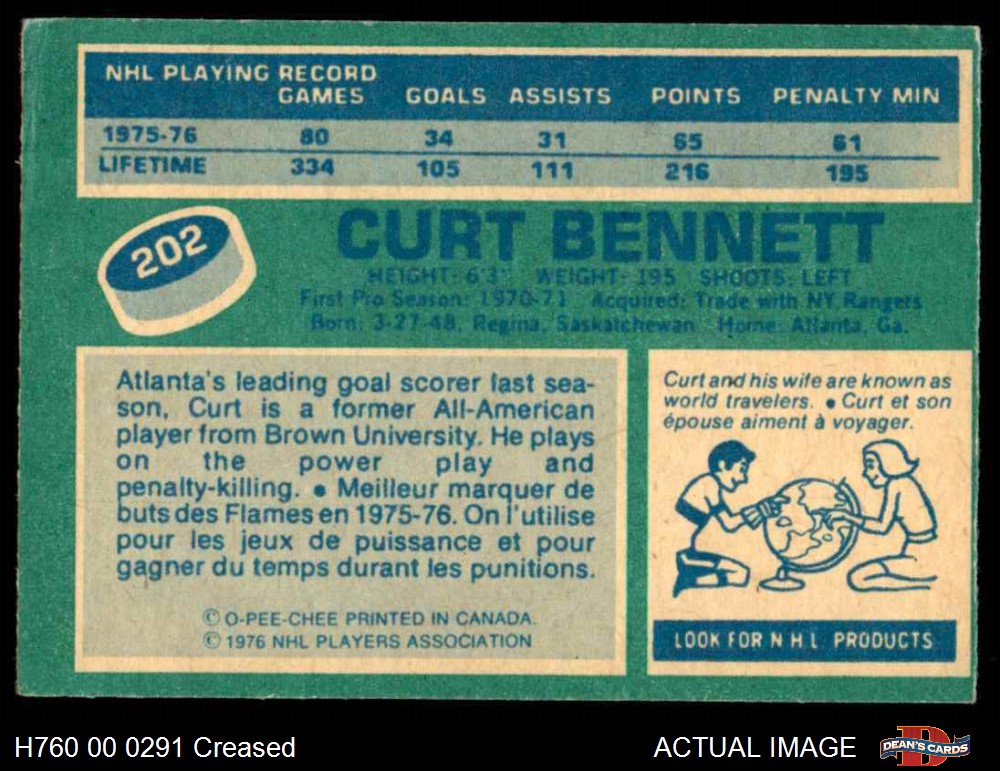 NHL PLAYING RECORD
GAMES GOALS ASSISTS POINTS PENALTY MIN
1975-76 80 34 31 65 61
LIFETIME 334 105 111 216 195
202
CURT BENNETT
HEIGHT: 6'3" WEIGHT: 195 SHOOTS: LEFT
First Pro Season: 1970-71 Acquired: Trade with NY Rangers
Born: 3-27-48, Regina, Saskatchewan Home: Atlanta, Ga.
Atlanta's leading goal scorer last sea-
son, Curt is a former All-American
player from Brown University. He plays
on the power play and
penalty-killing. • Meilleur marquer de
buts des Flames en 1975-76. On l'utilise
pour les jeux de puissance et pour
gagner du temps durant les punitions.
© O-PEE-CHEE PRINTED IN CANADA.
© 1976 NHL PLAYERS ASSOCIATION
Curt and his wife are known as
world travelers. • Curt et son
épouse aiment à voyager.
LOOK FOR N H L PRODUCTS
H760 00 0291 Creased
ACTUAL IMAGE
B
DEAN'S CARDS